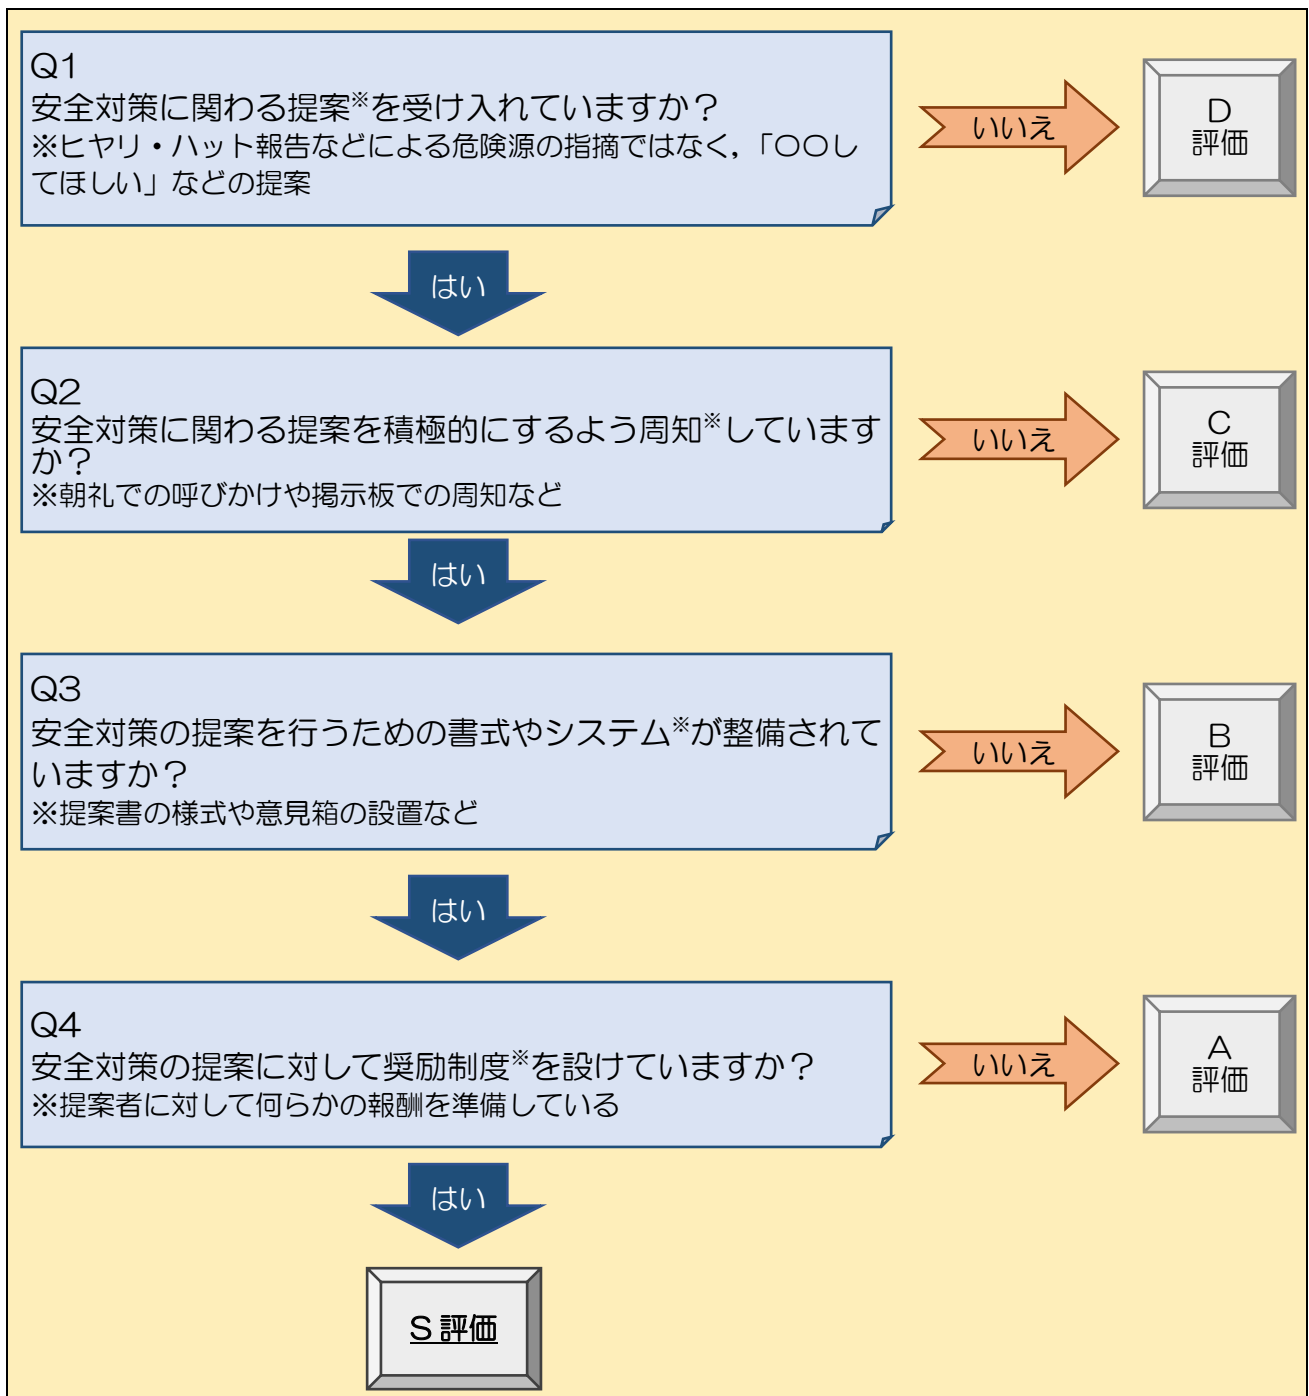 Q1
安全対策に関わる提案※を受け入れていますか？
※ヒヤリ・ハット報告などによる危険源の指摘ではなく，「〇〇し
てほしい」などの提案
いいえ
D
評価
はい
Q2
安全対策に関わる提案を積極的にするよう周知※しています
か？
※朝礼での呼びかけや掲示板での周知など
いいえ
C
評価
はい
Q3
安全対策の提案を行うための書式やシステム※が整備されて
いますか？
※提案書の様式や意見箱の設置など
いいえ
B
評価
はい
Q4
安全対策の提案に対して奨励制度※を設けていますか？
※提案者に対して何らかの報酬を準備している
いいえ
A
評価
はい
S評価